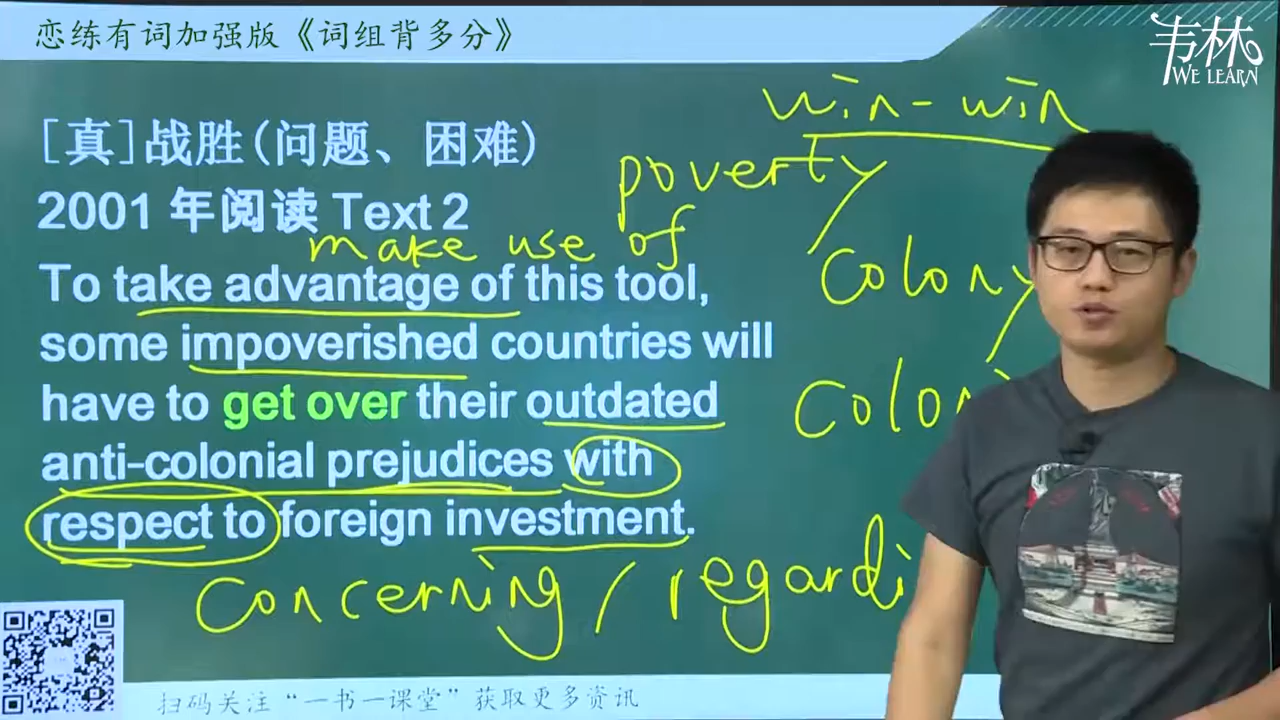 恋练有词加强版《词组背多分》
韦林
WE LEARN
win-win
[真]战胜(问题、困难)
poverty
2001 年阅读 Text 2
make use of
To take advantage of this tool,
colony
some impoverished countries will
have to get over their outdated
anti-colonial prejudices with
respect to foreign investment.
concerning / regardi
扫码关注“一书一课堂”获取更多资讯